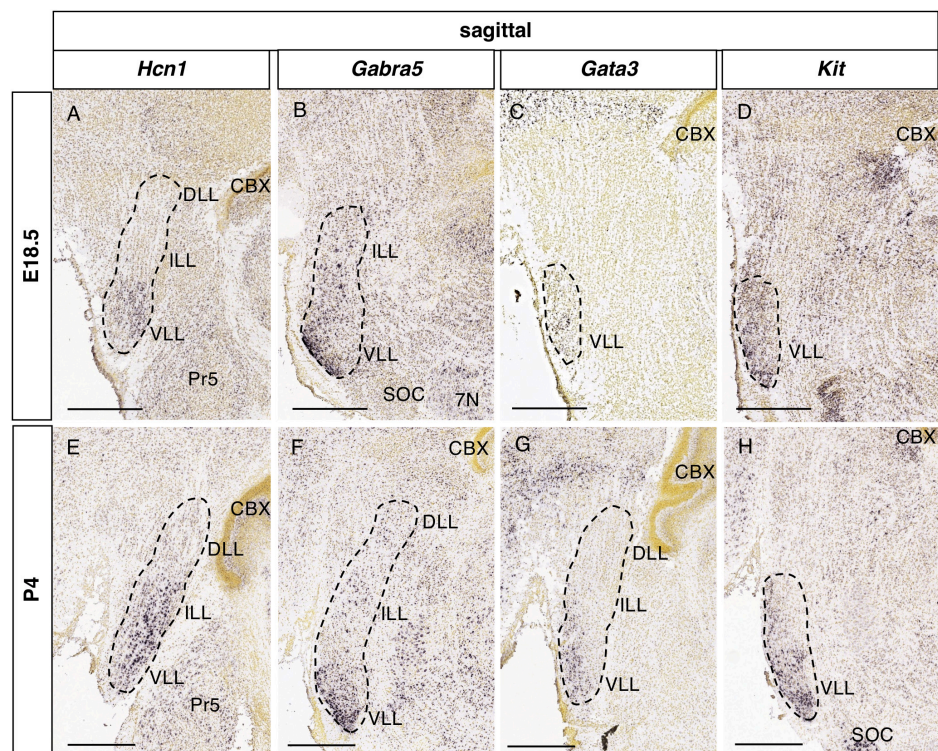 sagittal
Hcn1 Gabra5 Gata3 Kit
E18.5
A B C D
CBX CBX
DLL CBX
ILL ILL
VLL VLL VLL VLL
Pr5 SOC 7N
P4
E F G H
CBX CBX CBX CBX
DLL DLL DLL
ILL ILL ILL
VLL VLL VLL VLL
Pr5 SOC